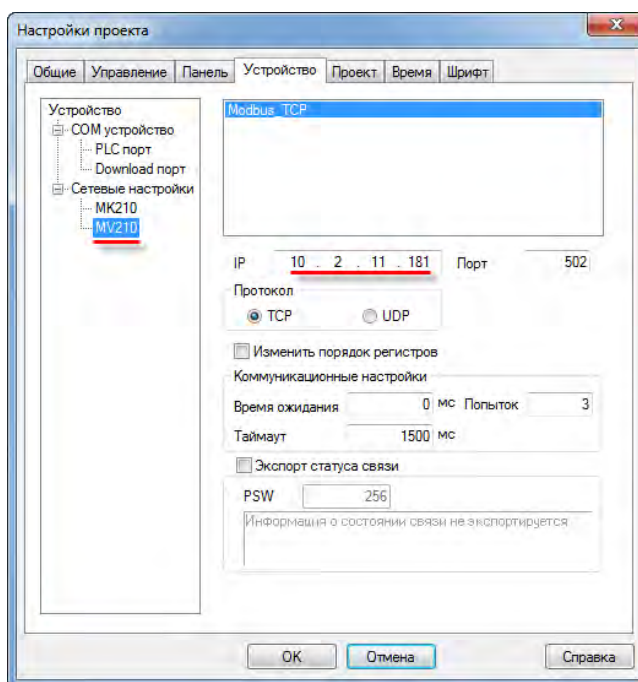 Настройки проекта
Общие Управление Панель Устройство Проект Время Шрифт
Устройство
COM устройство
PLC порт
Download порт
Сетевые настройки
MK210
MV210
Modbus_TCP
IP 10 . 2 . 11 . 181 Порт 502
Протокол
TCP UDP
Изменить порядок регистров
Коммуникационные настройки
Время ожидания 0 мс Попыток 3
Таймаут 1500 мс
Экспорт статуса связи
PSW 256
Информация о состоянии связи не экспортируется
OK Отмена Справка